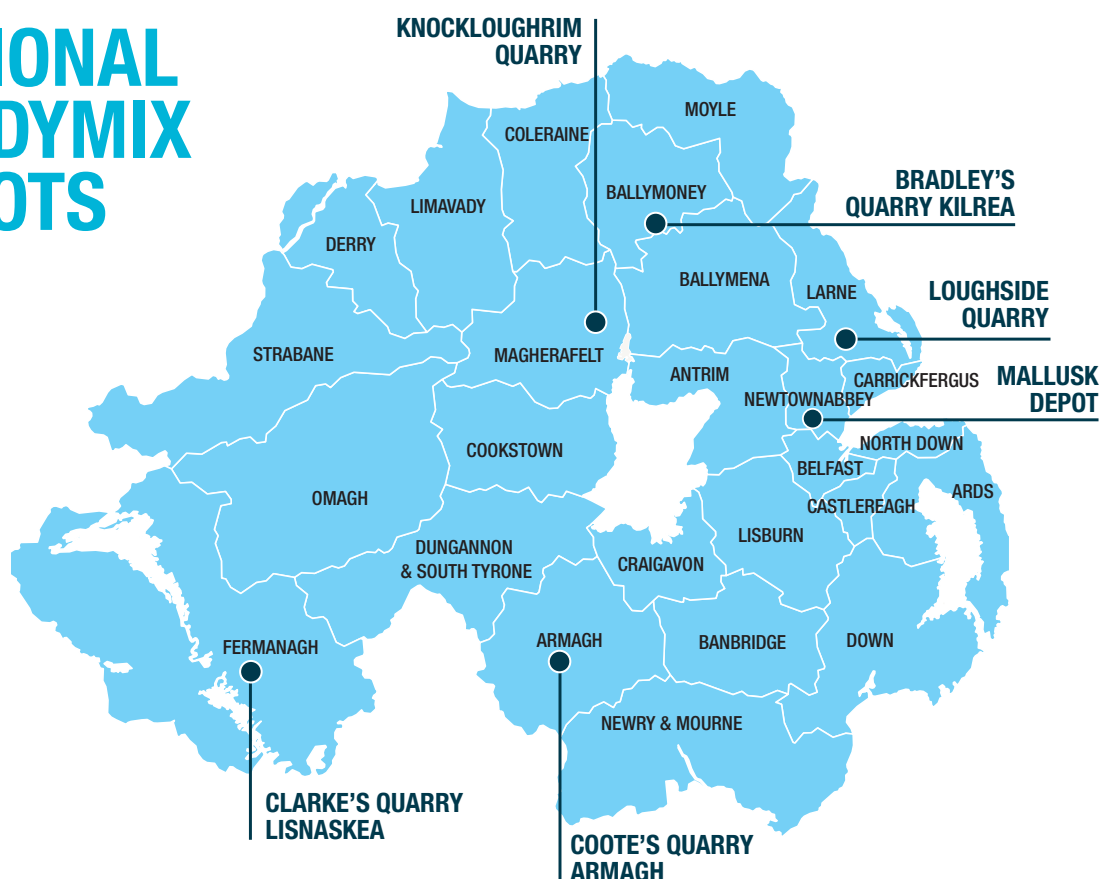 IONAL
DYMIX
OTS
KNOCKLOUGHRIM
QUARRY
MOYLE
COLERAINE
BRADLEY'S
QUARRY KILREA
BALLYMONEY
LIMAVADY
DERRY
BALLYMENA
LARNE
LOUGHSIDE
QUARRY
STRABANE
MAGHERAFELT
ANTRIM
CARRICKFERGUS
MALLUSK
DEPOT
NEWTOWNABBEY
NORTH DOWN
COOKSTOWN
BELFAST
ARDS
OMAGH
CASTLEREAGH
LISBURN
DUNGANNON
& SOUTH TYRONE
CRAIGAVON
FERMANAGH
ARMAGH
BANBRIDGE
DOWN
NEWRY & MOURNE
CLARKE'S QUARRY
LISNASKEA
COOTE'S QUARRY
ARMAGH